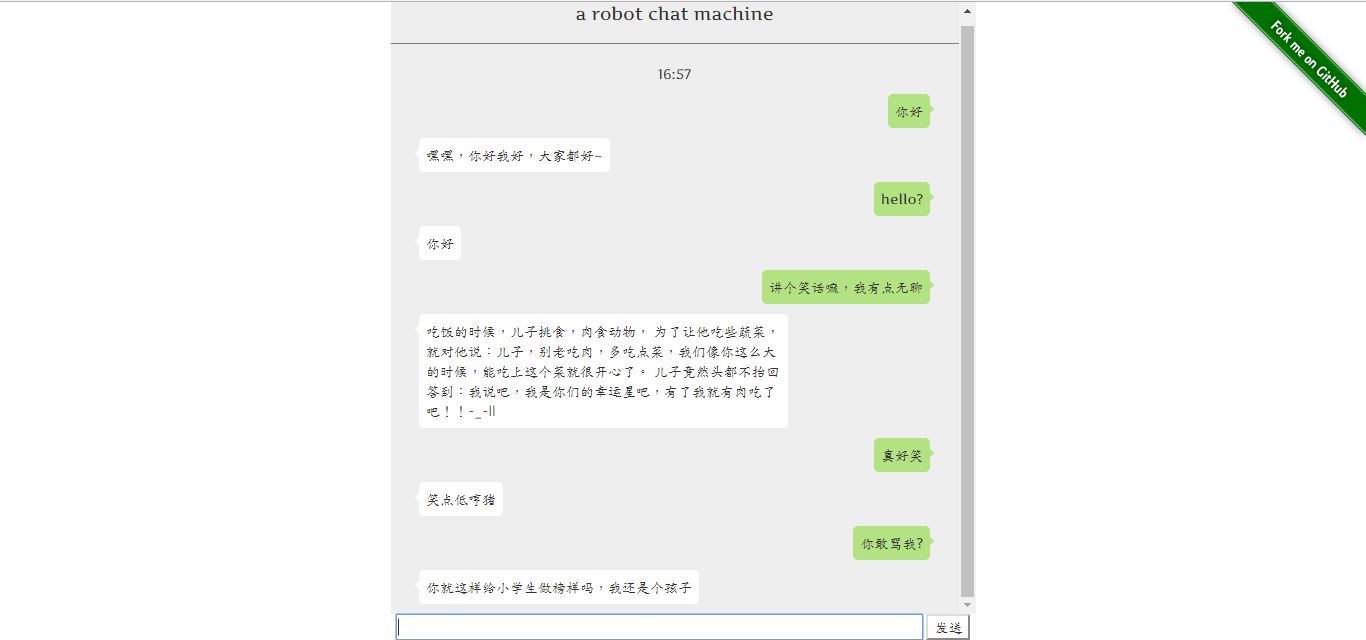 a robot chat machine
Fork me on GitHub
16:57
你好
嘿嘿，你好我好，大家都好~
hello?
你好
讲个笑话嘛，我有点无聊
吃饭的时候，儿子挑食，肉食动物， 为了让他吃些蔬菜，
就对他说：儿子，别老吃肉，多吃点菜，我们像你这么大
的时候，能吃上这个菜就很开心了。 儿子竟然头都不抬回
答到：我说吧，我是你们的幸运星吧，有了我就有肉吃了
吧！！-_-||
真好笑
笑点低哼猪
你敢骂我?
你就这样给小学生做榜样吗，我还是个孩子
发送